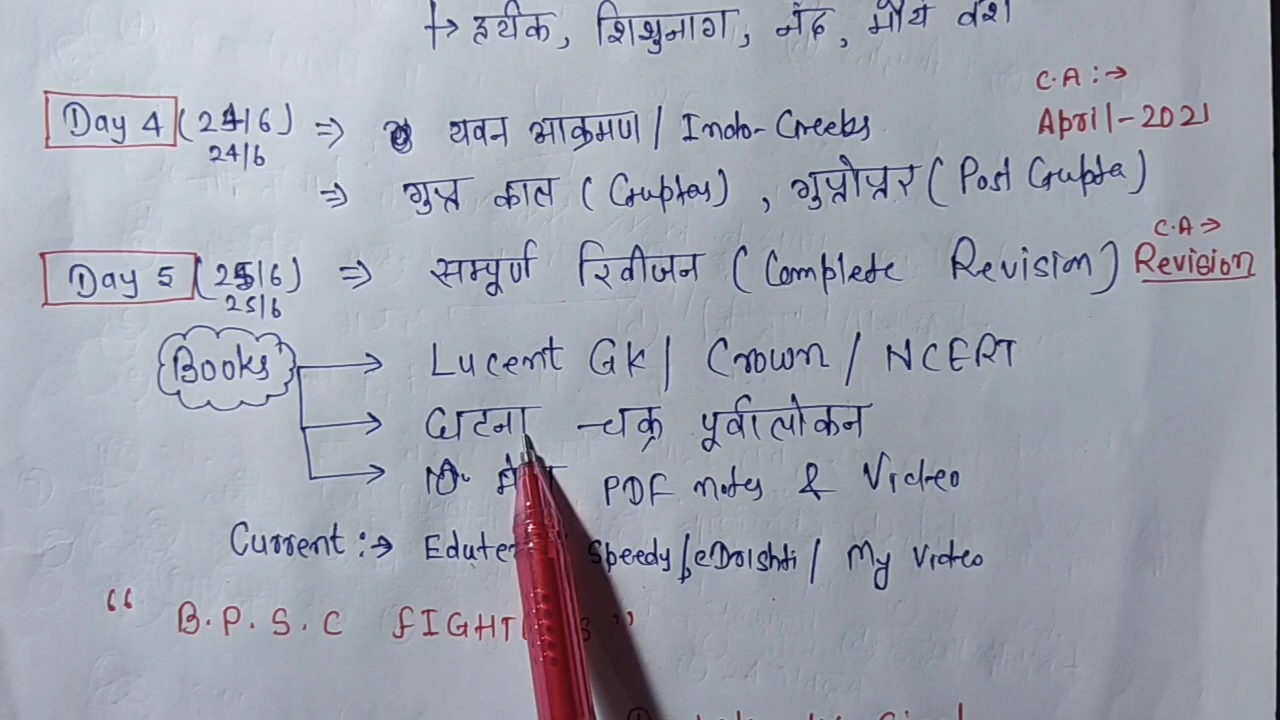 ↳ हर्यक, शिशुनाग, नंद, मौर्य वंश
C.A :→
Day 4 (24/6) ⇒ यवन आक्रमण / Indo-Greeks April-2021
24/6
⇒ गुप्त काल (Guptas), गुप्तोत्तर (Post Gupta)
C.A →
Day 5 (25/6) ⇒ सम्पूर्ण रिवीजन (Complete Revision) Revision
25/6
Books → Lucent GK / Crown / NCERT
→ घटना -चक्र पूर्वालोकन
→ PDF notes & Video
Current :→ Speedy / eDrishti / My Video
"B.P.S.C